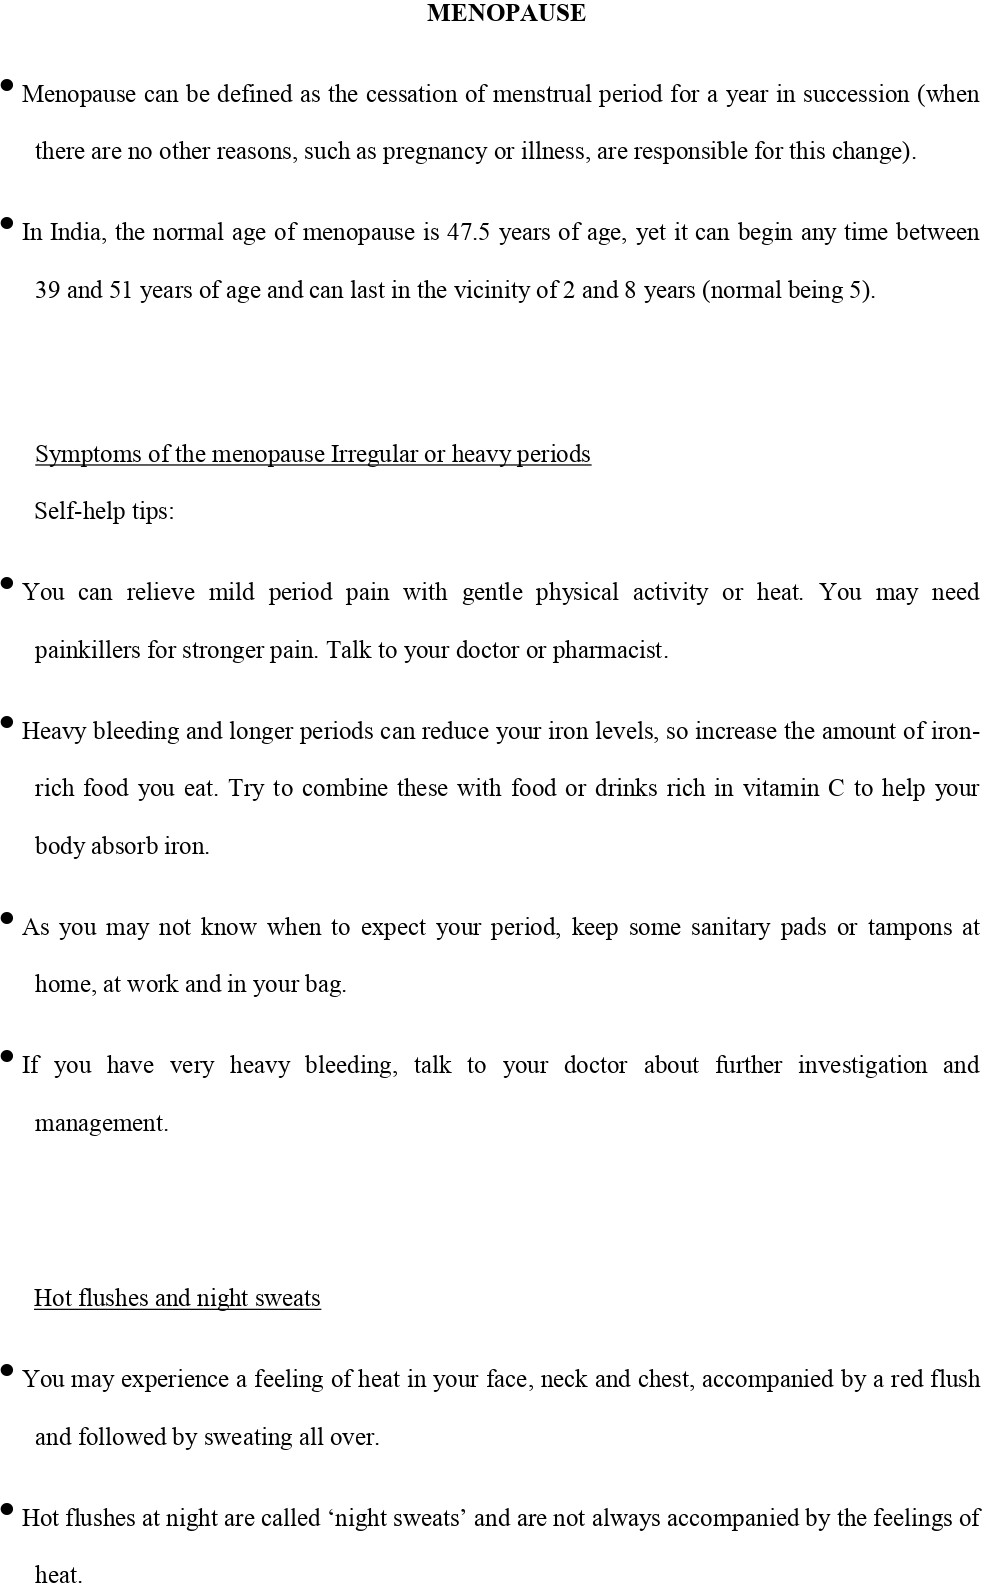 MENOPAUSE
• Menopause can be defined as the cessation of menstrual period for a year in succession (when
there are no other reasons, such as pregnancy or illness, are responsible for this change).
• In India, the normal age of menopause is 47.5 years of age, yet it can begin any time between
39 and 51 years of age and can last in the vicinity of 2 and 8 years (normal being 5).
Symptoms of the menopause Irregular or heavy periods
Self-help tips:
• You can relieve mild period pain with gentle physical activity or heat. You may need
painkillers for stronger pain. Talk to your doctor or pharmacist.
• Heavy bleeding and longer periods can reduce your iron levels, so increase the amount of iron-
rich food you eat. Try to combine these with food or drinks rich in vitamin C to help your
body absorb iron.
• As you may not know when to expect your period, keep some sanitary pads or tampons at
home, at work and in your bag.
• If you have very heavy bleeding, talk to your doctor about further investigation and
management.
Hot flushes and night sweats
• You may experience a feeling of heat in your face, neck and chest, accompanied by a red flush
and followed by sweating all over.
• Hot flushes at night are called ‘night sweats’ and are not always accompanied by the feelings of
heat.